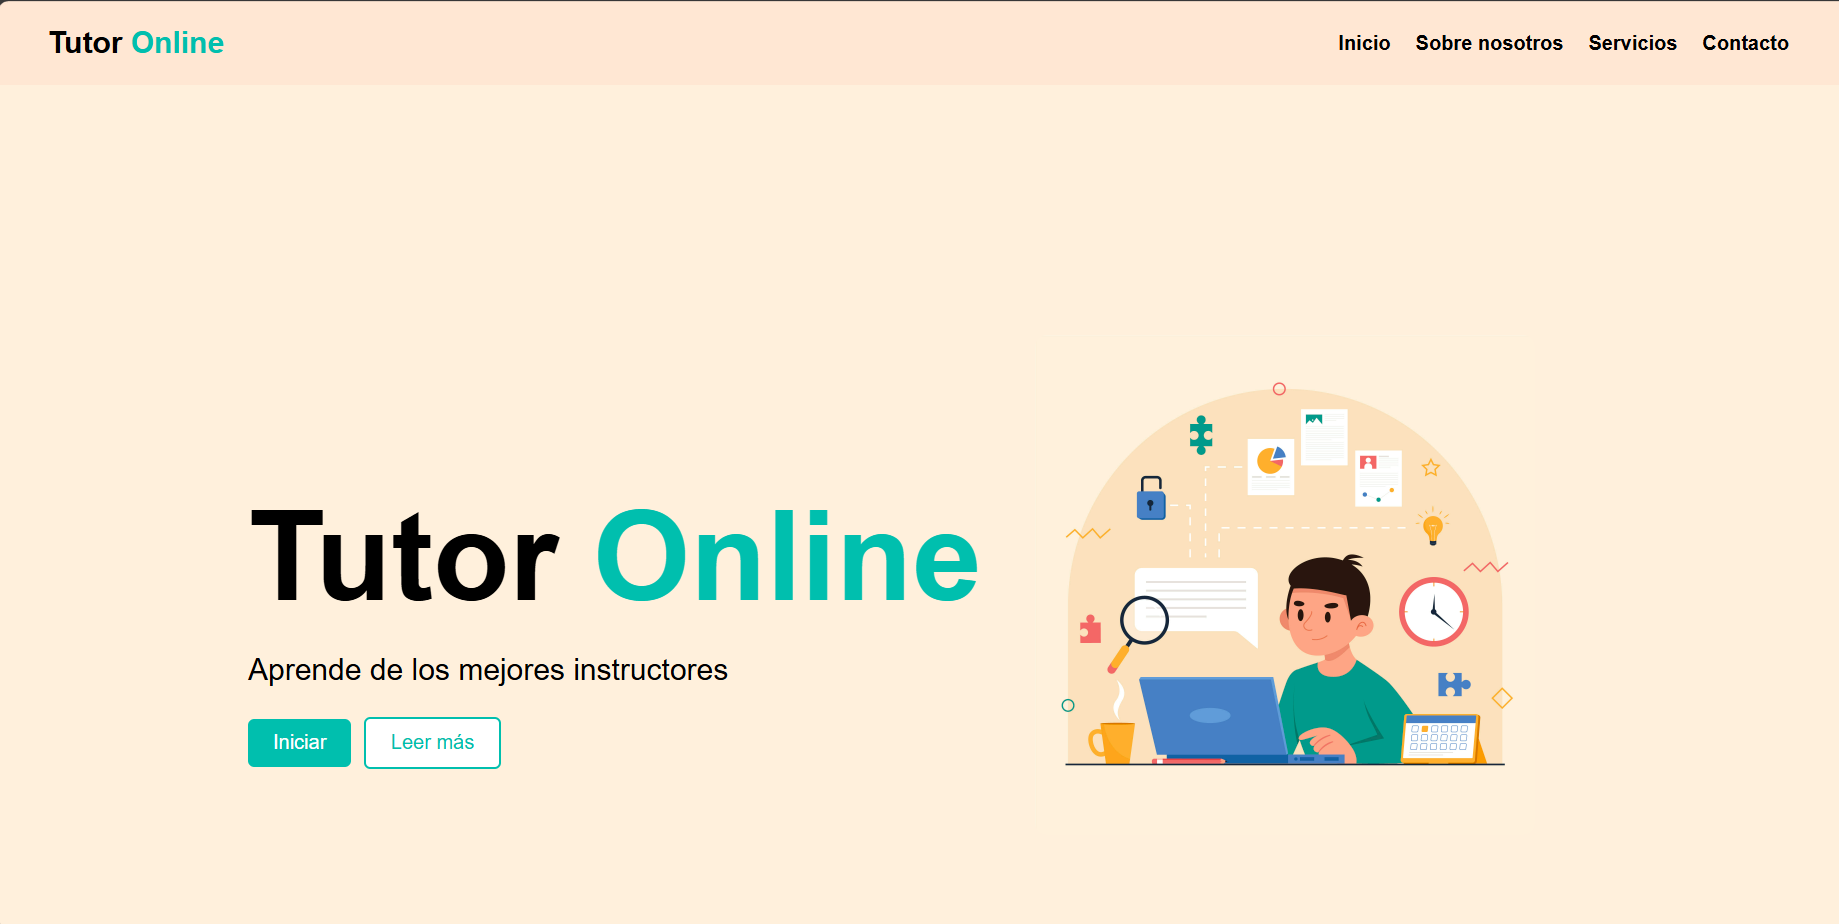 Tutor Online
Inicio Sobre nosotros Servicios Contacto
Tutor Online
Aprende de los mejores instructores
Iniciar Leer más